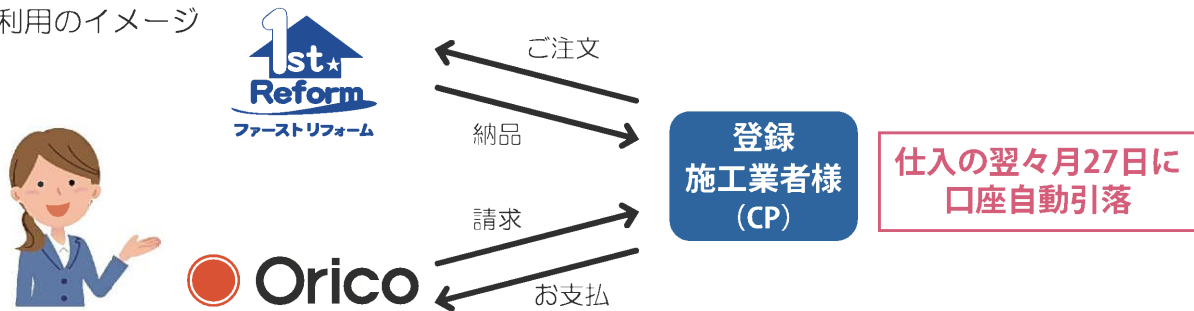 利用のイメージ
1st★
Reform
ファーストリフォーム
ご注文
納品
登録
施工業者様
（CP）
仕入の翌々月27日に
口座自動引落
請求
お支払
Orico